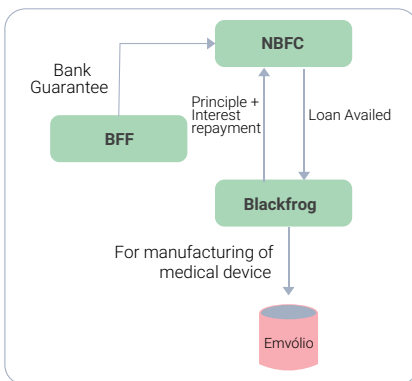 NBFC
Bank
Guarantee
Principle +
Interest
repayment
Loan Availed
BFF
Blackfrog
For manufacturing of
medical device
Emvólio